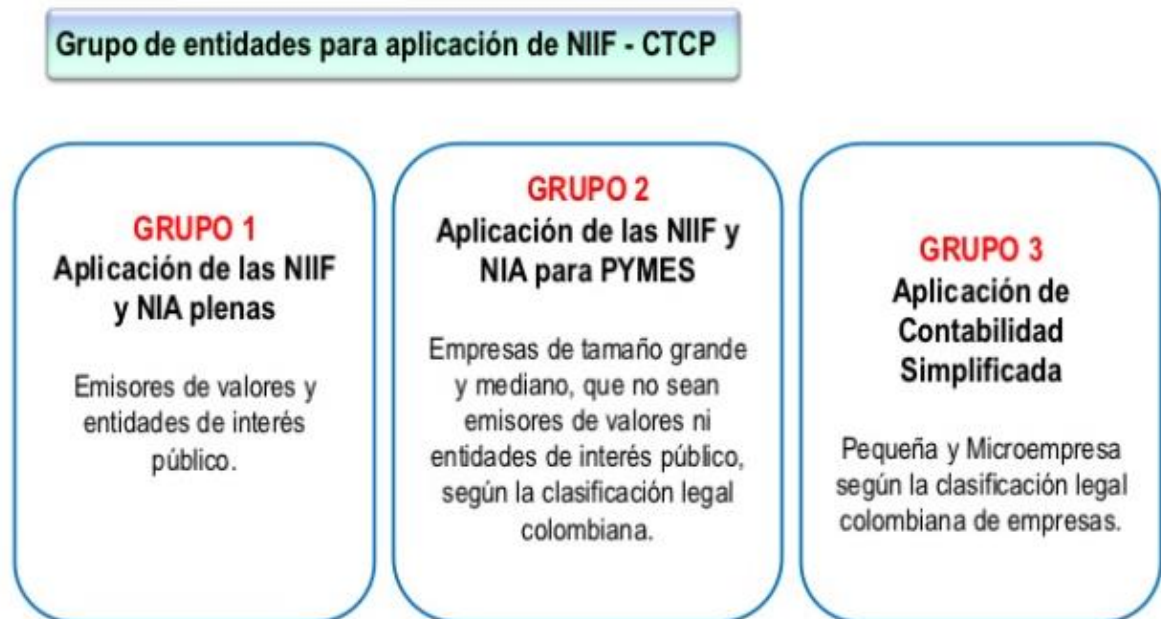 Grupo de entidades para aplicación de NIIF - CTCP
GRUPO 1
Aplicación de las NIIF
y NIA plenas
Emisores de valores y
entidades de interés
público.
GRUPO 2
Aplicación de las NIIF y
NIA para PYMES
Empresas de tamaño grande
y mediano, que no sean
emisores de valores ni
entidades de interés público,
según la clasificación legal
colombiana.
GRUPO 3
Aplicación de
Contabilidad
Simplificada
Pequeña y Microempresa
según la clasificación legal
colombiana de empresas.